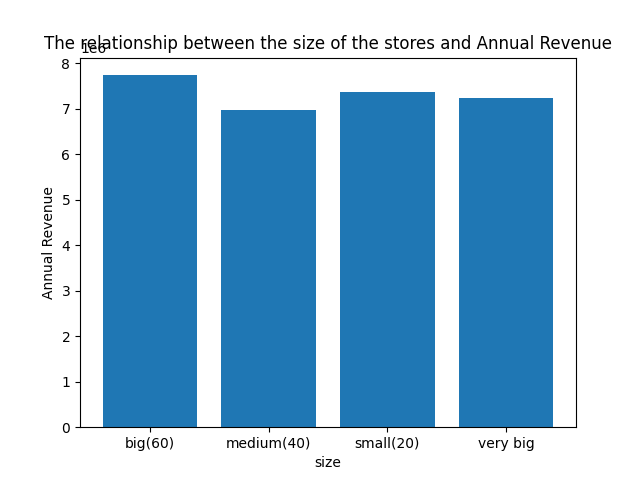 The relationship between the size of the stores and Annual Revenue
1e6
8
7
6
5
4
3
2
1
0
Annual Revenue
big(60) medium(40) small(20) very big
size